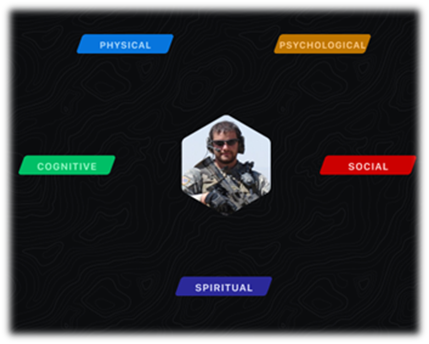 PHYSICAL
PSYCHOLOGICAL
COGNITIVE
SOCIAL
SPIRITUAL